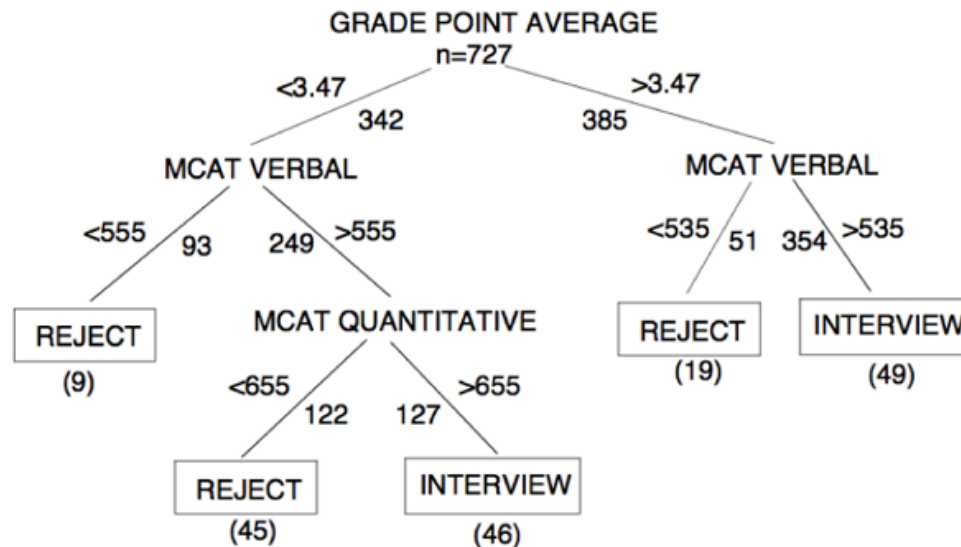 GRADE POINT AVERAGE
n=727
<3.47 >3.47
342 385
MCAT VERBAL MCAT VERBAL
<555 93 249 >555 <535 51 354 >535
REJECT MCAT QUANTITATIVE REJECT INTERVIEW
(9) (19) (49)
<655 122 127 >655
REJECT INTERVIEW
(45) (46)